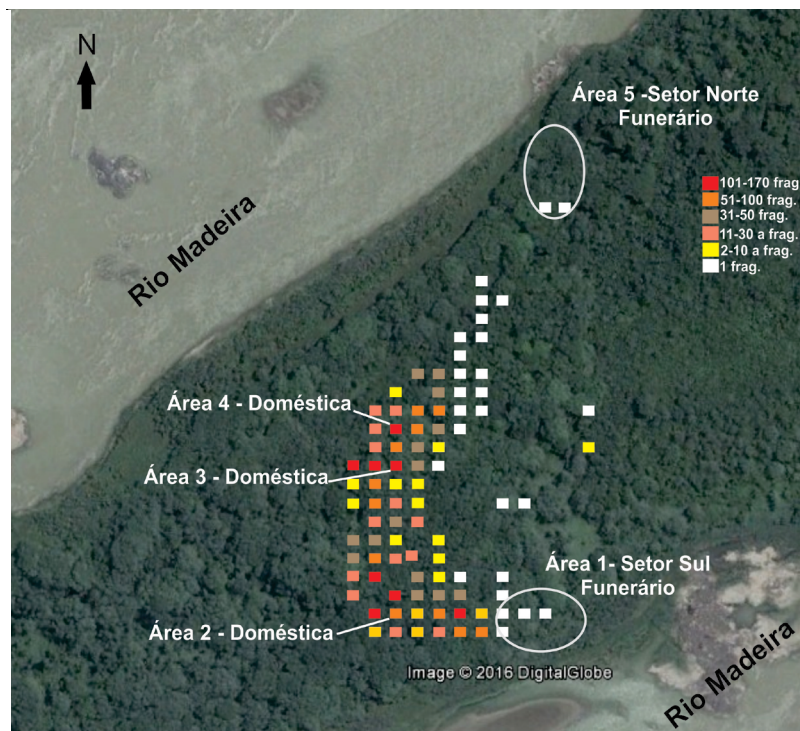 N
Área 5 -Setor Norte
Funerário
101-170 frag.
51-100 frag.
31-50 frag.
11-30 a frag.
2-10 a frag.
1 frag.
Rio Madeira
Área 4 - Doméstica
Área 3 - Doméstica
Área 1- Setor Sul
Funerário
Área 2 - Doméstica
Image © 2016 DigitalGlobe
Rio Madeira